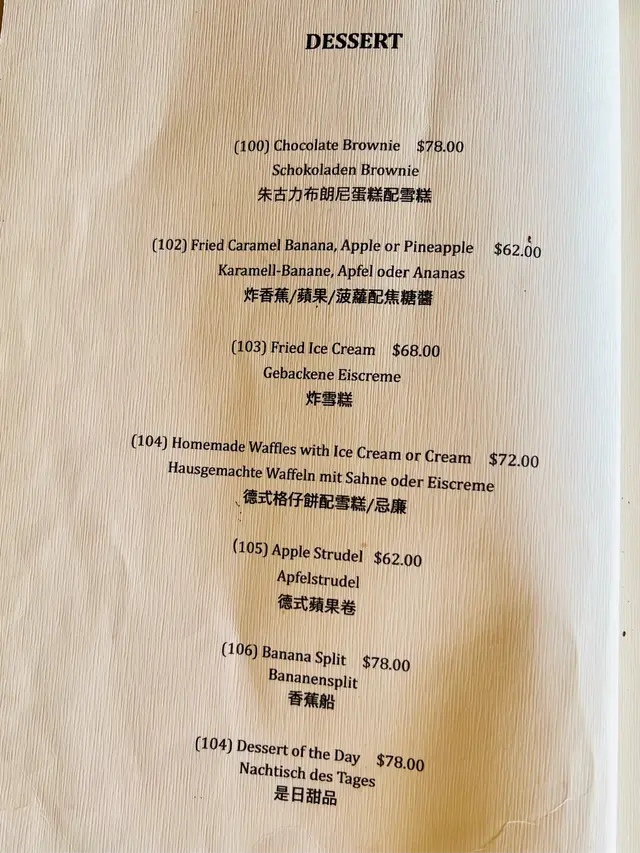 DESSERT
(100) Chocolate Brownie $78.00
Schokoladen Brownie
朱古力布朗尼蛋糕配雪糕
(102) Fried Caramel Banana, Apple or Pineapple $62.00
Karamell-Banane, Apfel oder Ananas
炸香蕉/蘋果/菠蘿配焦糖醬
(103) Fried Ice Cream $68.00
Gebackene Eiscreme
炸雪糕
(104) Homemade Waffles with Ice Cream or Cream $72.00
Hausgemachte Waffeln mit Sahne oder Eiscreme
德式格仔餅配雪糕/忌廉
(105) Apple Strudel $62.00
Apfelstrudel
德式蘋果卷
(106) Banana Split $78.00
Bananensplit
香蕉船
(104) Dessert of the Day $78.00
Nachtisch des Tages
是日甜品